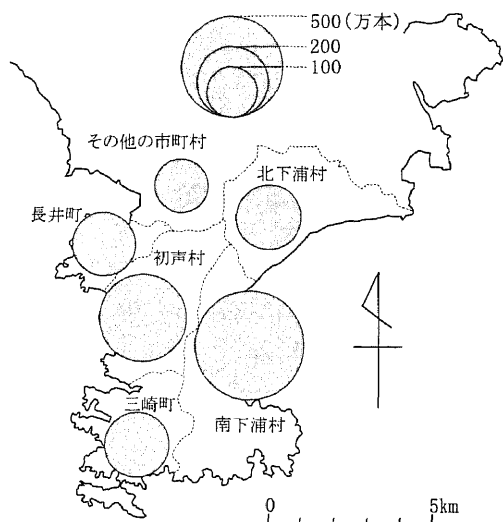 500(万本)
200
100
その他の市町村
北下浦村
長井町
初声村
三崎町
南下浦村
0 5km